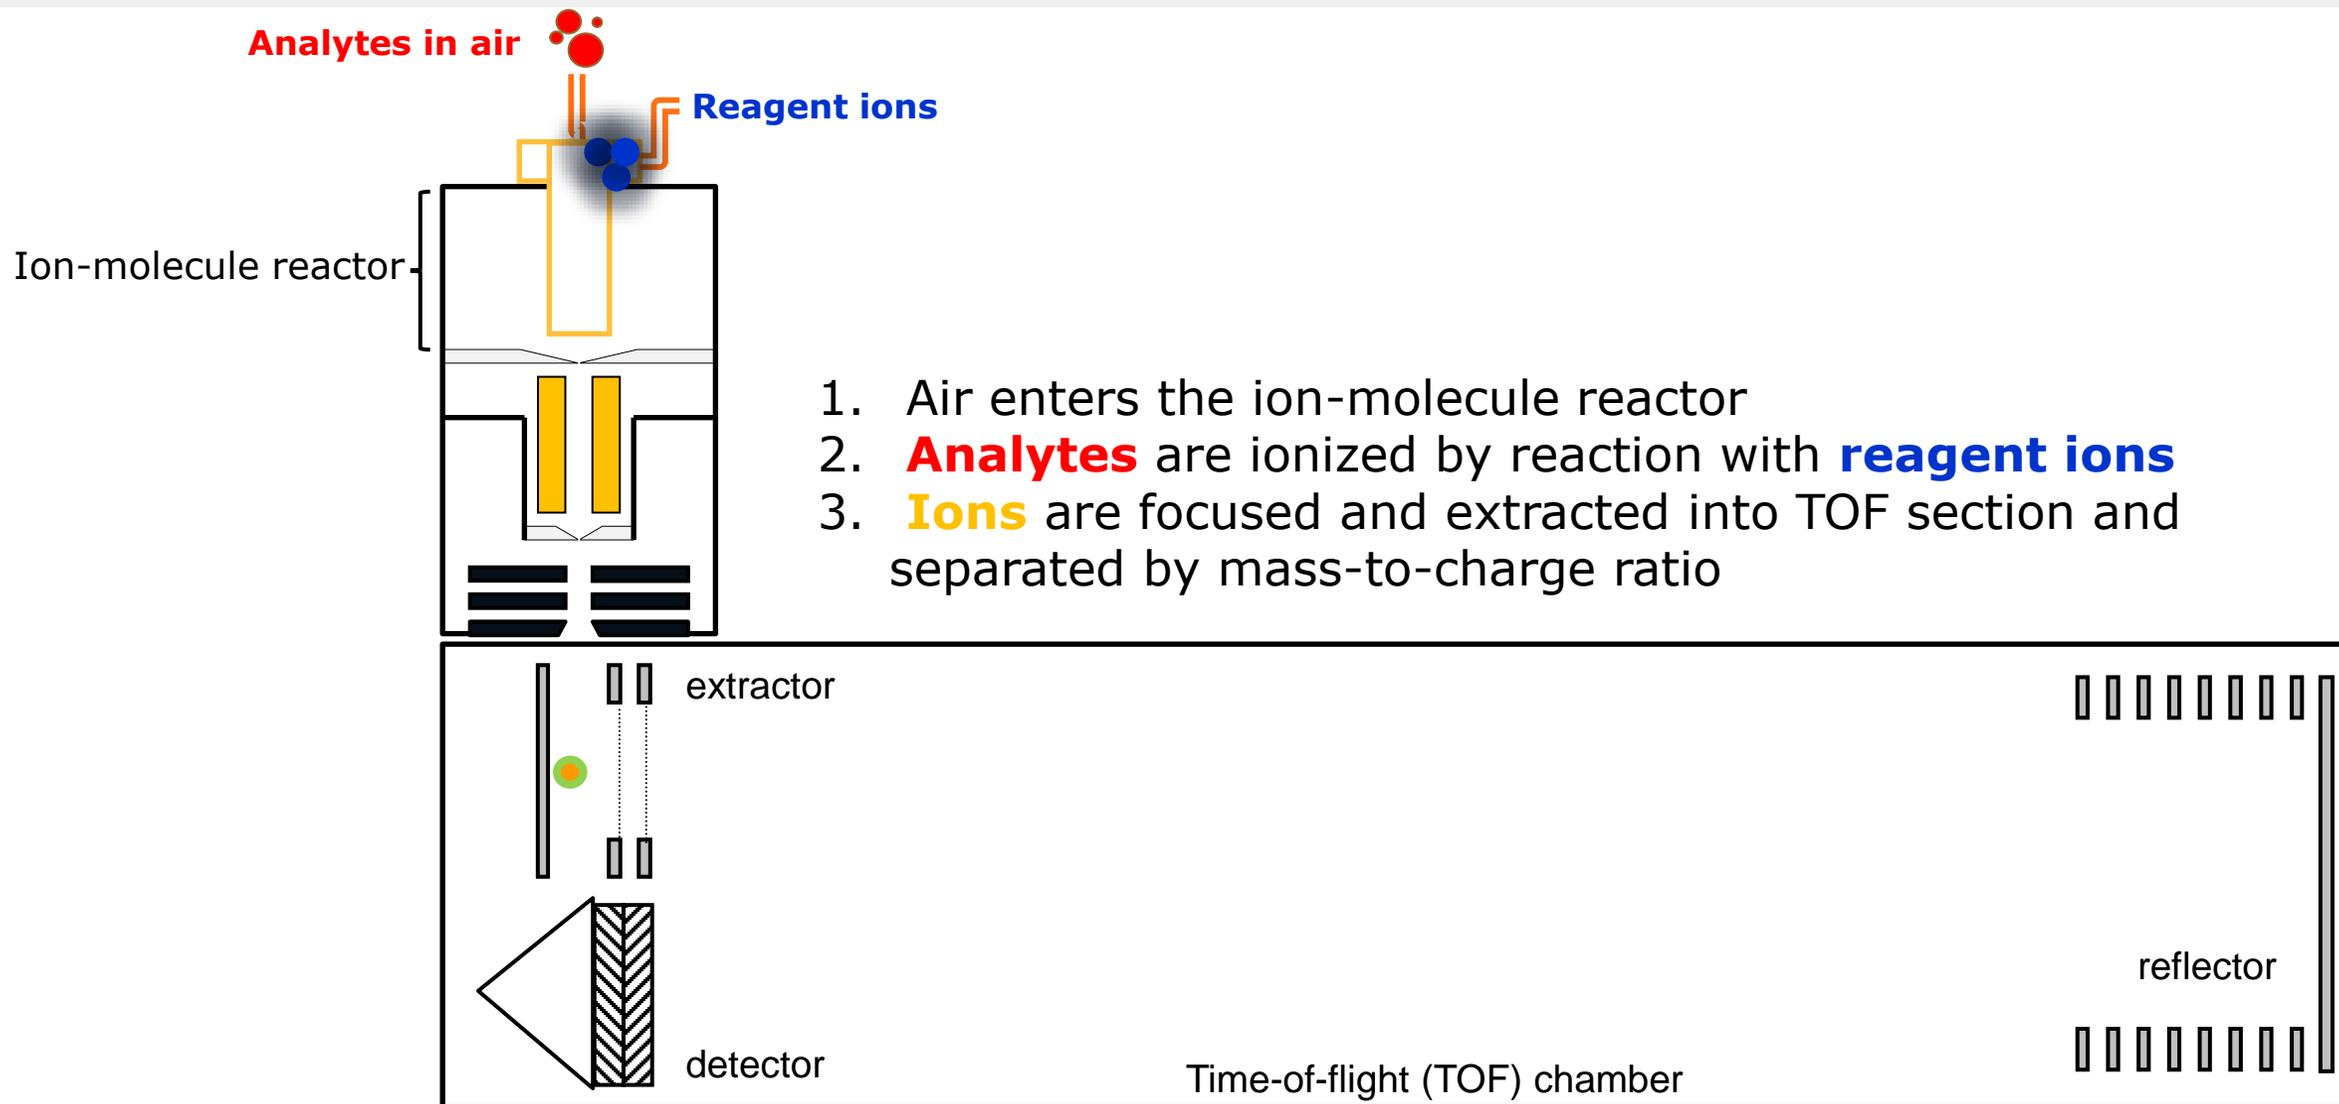 Analytes in air
Reagent ions
Ion-molecule reactor
1. Air enters the ion-molecule reactor
2. Analytes are ionized by reaction with reagent ions
3. Ions are focused and extracted into TOF section and
separated by mass-to-charge ratio
extractor
reflector
detector
Time-of-flight (TOF) chamber